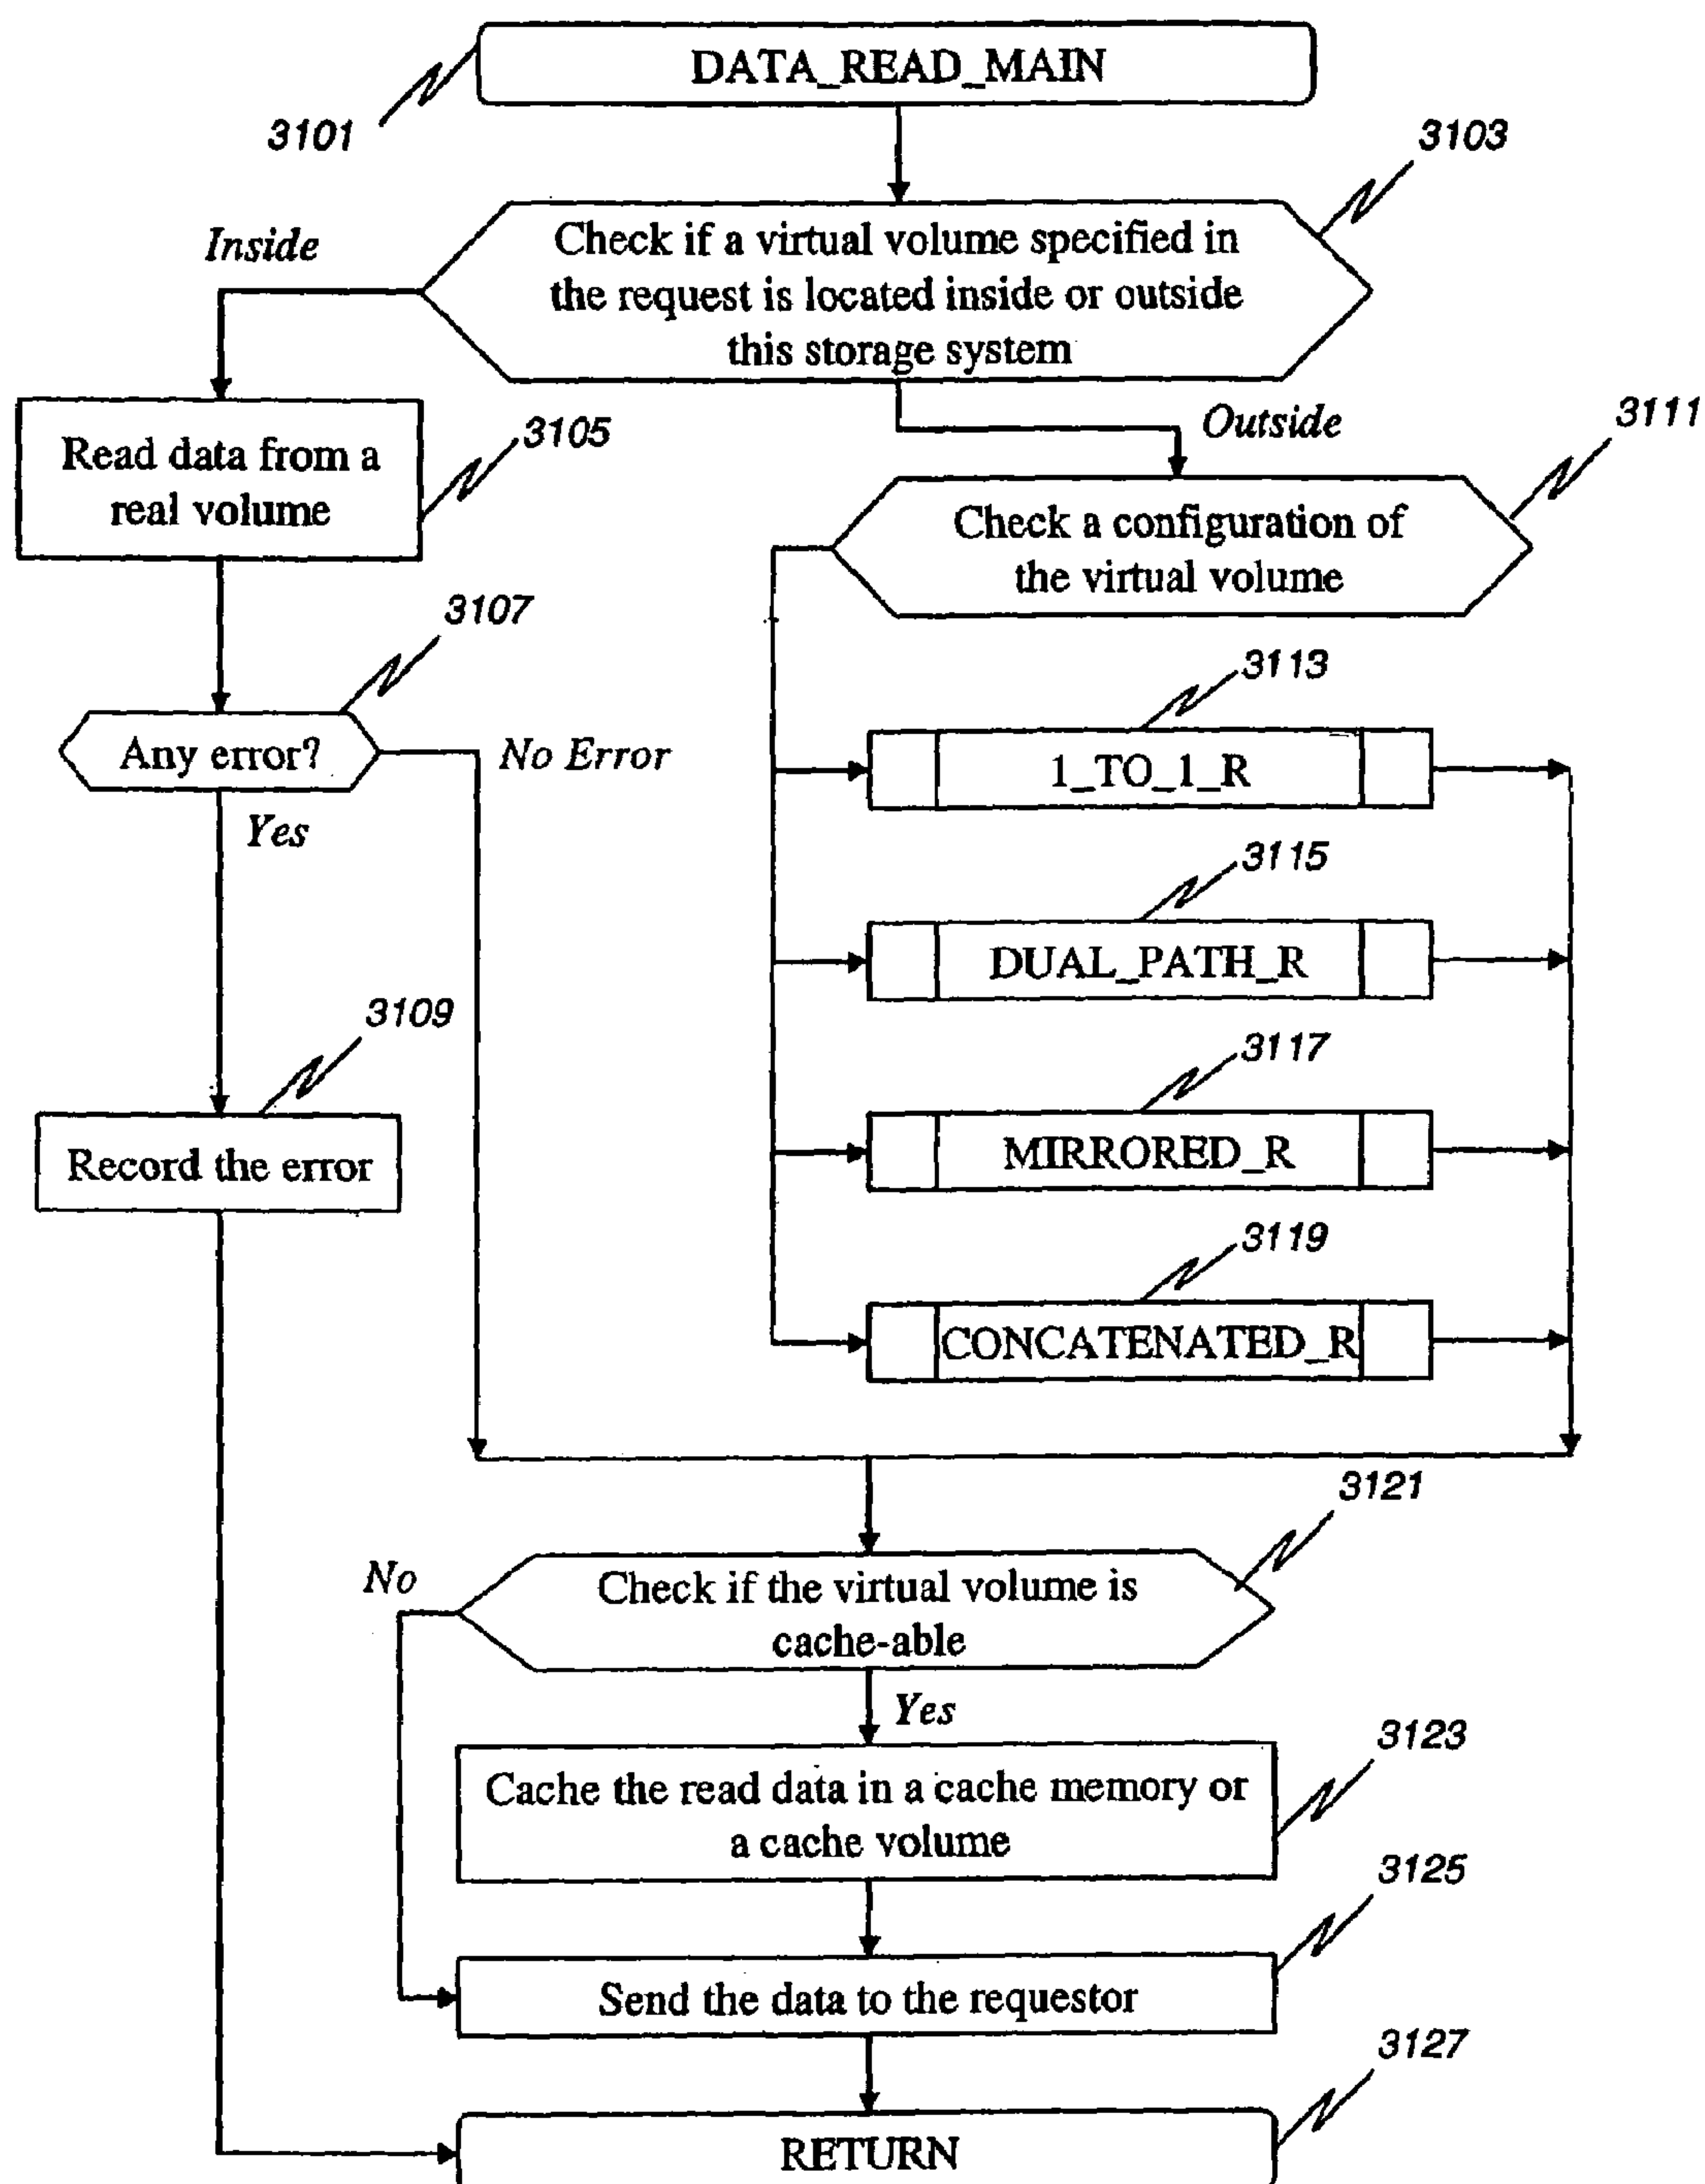 DATA_READ_MAIN
3101
3103
Inside
Check if a virtual volume specified in
the request is located inside or outside
this storage system
Outside
3111
3105
Read data from a
real volume
Check a configuration of
the virtual volume
3107
Any error?
No Error
Yes
3113
1_TO_1_R
3115
DUAL_PATH_R
3109
Record the error
3117
MIRRORED_R
3119
CONCATENATED_R
3121
No
Check if the virtual volume is
cache-able
Yes
3123
Cache the read data in a cache memory or
a cache volume
3125
Send the data to the requestor
3127
RETURN